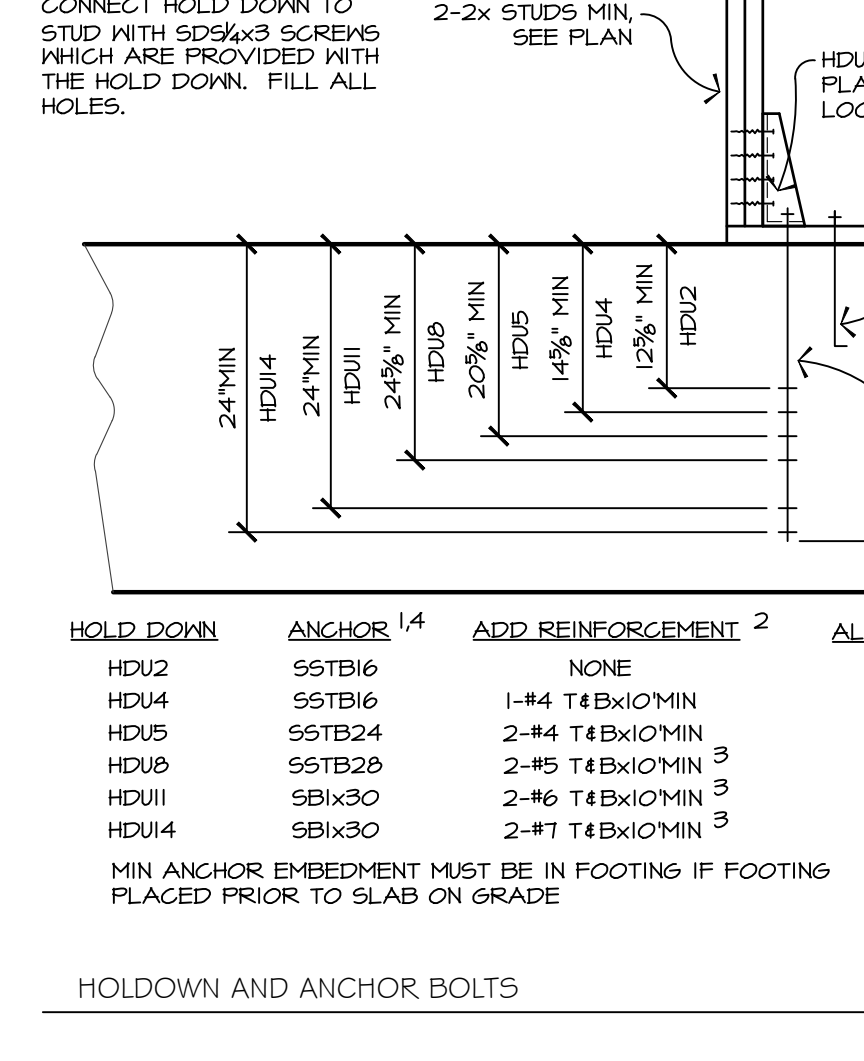 CONNECT HOLD DOWN TO
STUD WITH SDS1/4x3 SCREWS
WHICH ARE PROVIDED WITH
THE HOLD DOWN. FILL ALL
HOLES.
2-2x STUDS MIN,
SEE PLAN
HDU
PLA
LOC
24"MIN
HDU14
24"MIN
HDU11
24⅝" MIN
HDU8
20⅝" MIN
HDU5
14⅝" MIN
HDU4
12⅝" MIN
HDU2
HOLD DOWN ANCHOR 1,4 ADD REINFORCEMENT 2 AL
HDU2 SSTB16 NONE
HDU4 SSTB16 1-#4 T&Bx10'MIN
HDU5 SSTB24 2-#4 T&Bx10'MIN
HDU8 SSTB28 2-#5 T&Bx10'MIN 3
HDU11 SB1x30 2-#6 T&Bx10'MIN 3
HDU14 SB1x30 2-#7 T&Bx10'MIN 3
MIN ANCHOR EMBEDMENT MUST BE IN FOOTING IF FOOTING
PLACED PRIOR TO SLAB ON GRADE
HOLDOWN AND ANCHOR BOLTS